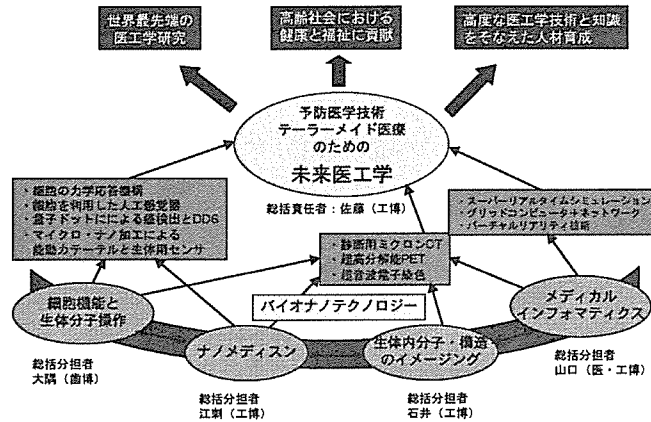 世界最先端の
医工学研究
高齢社会における
健康と福祉に貢献
高度な医工学技術と知識
をそなえた人材育成
予防医学技術
テーラーメイド医療
のための
未来医工学
総括責任者：佐藤（工博）
・細胞の力学応答機構
・細胞を利用した人工感覚器
・量子ドットにによる癌検出とDDS
・マイクロ・ナノ加工による
能動カテーテルと生体用センサ
・スーパーリアルタイムシミュレーション
・グリッドコンピュータ+ネットワーク
・バーチャルリアリティ技術
・診断用ミクロンCT
・超高分解能PET
・超音波電子染色
バイオナノテクノロジー
細胞機能と
生体分子操作
メディカル
インフォマティクス
ナノメディスン
生体内分子・構造
のイメージング
総括分担者
大隅（歯博）
総括分担者
江刺（工博）
総括分担者
石井（工博）
総括分担者
山口（医・工博）